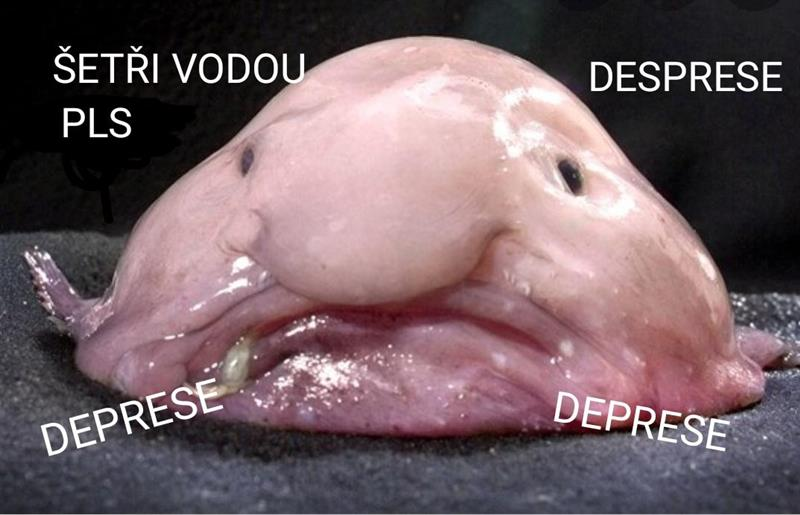 ŠETŘI VODOU
PLS
DESPRESE
DEPRESE
DEPRESE